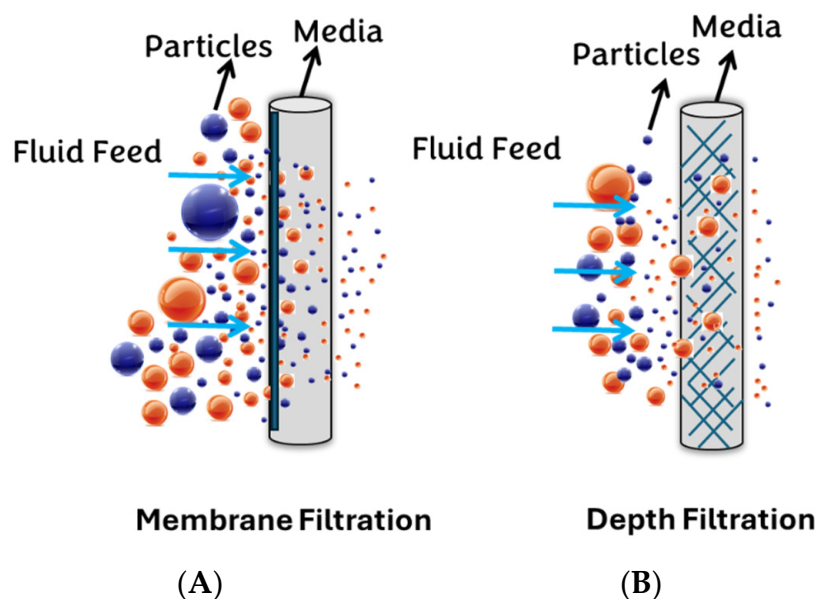 Particles
Media
Fluid Feed
Membrane Filtration
(A)
Particles
Media
Fluid Feed
Depth Filtration
(B)